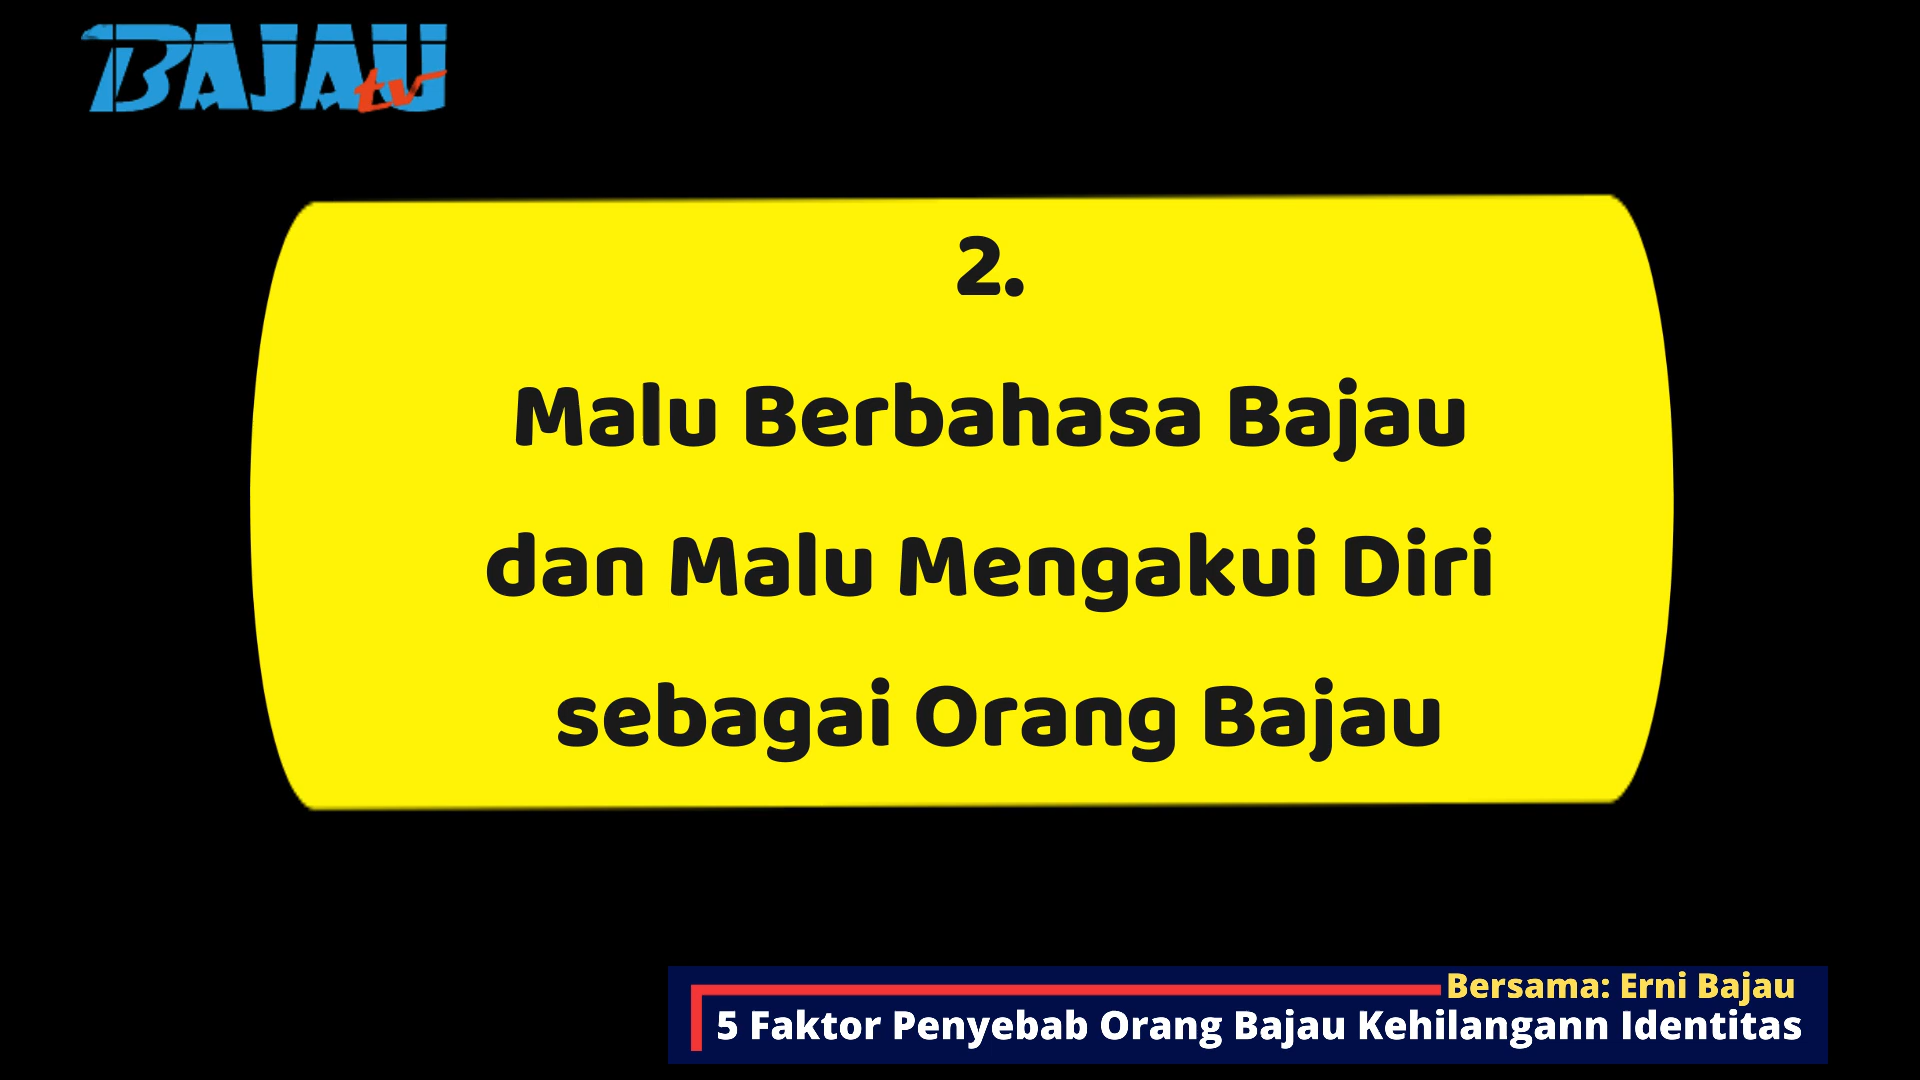 BAJAU tv
2.
Malu Berbahasa Bajau
dan Malu Mengakui Diri
sebagai Orang Bajau
Bersama: Erni Bajau
5 Faktor Penyebab Orang Bajau Kehilangann Identitas